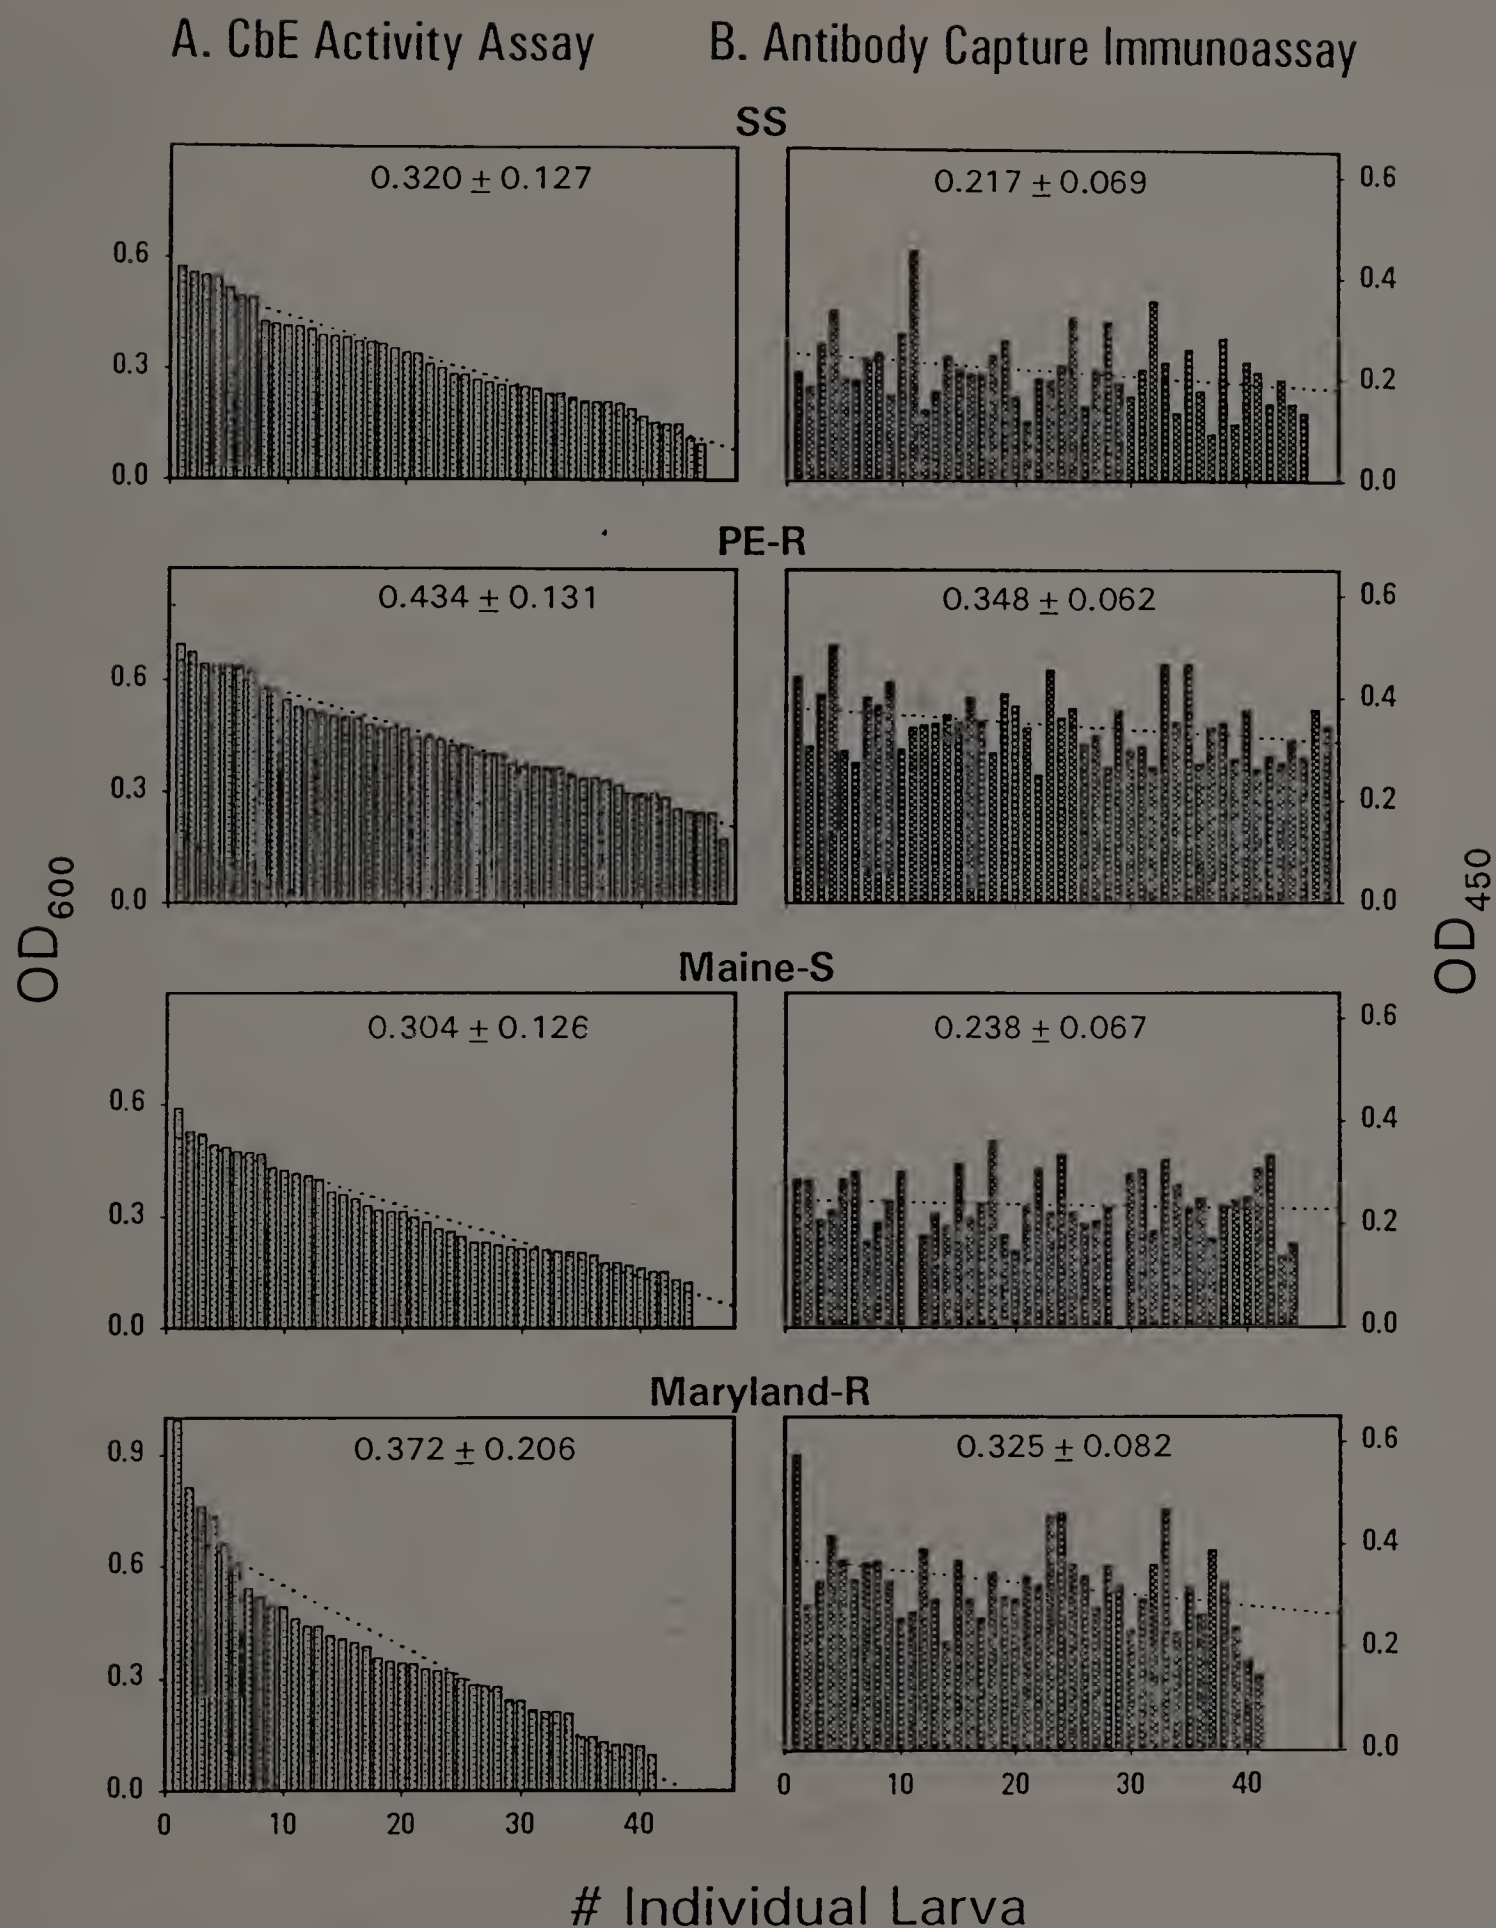 A. CbE Activity Assay
B. Antibody Capture Immunoassay
SS
0.320 ± 0.127
0.6
0.3
0.0
0.217 ± 0.069
0.6
0.4
0.2
0.0
PE-R
0.434 ± 0.131
0.6
0.3
0.0
0.348 ± 0.062
0.6
0.4
0.2
0.0
OD600
OD450
Maine-S
0.304 ± 0.126
0.6
0.3
0.0
0.238 ± 0.067
0.6
0.4
0.2
0.0
Maryland-R
0.372 ± 0.206
0.9
0.6
0.3
0.0
0 10 20 30 40
0.325 ± 0.082
0.6
0.4
0.2
0.0
0 10 20 30 40
# Individual Larva